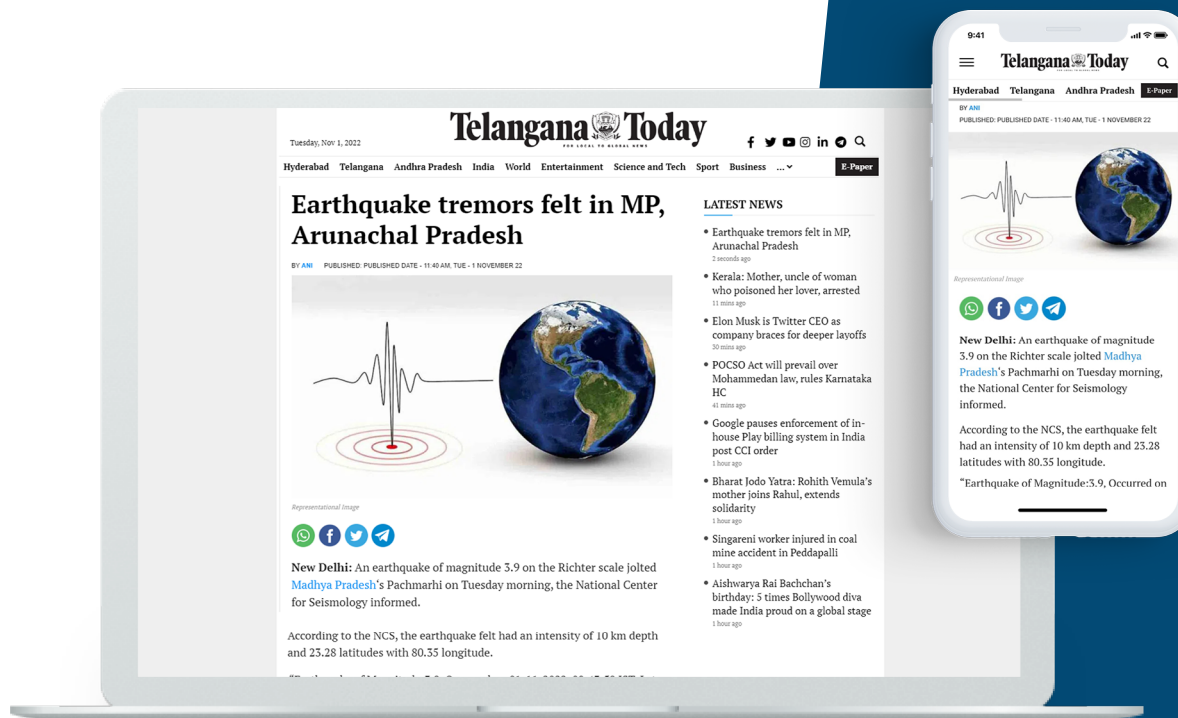 Telangana Today
FOR LOCAL TO GLOBAL NEWS
Tuesday, Nov 1, 2022
Hyderabad Telangana Andhra Pradesh India World Entertainment Science and Tech Sport Business ... E-Paper
Earthquake tremors felt in MP,
Arunachal Pradesh
BY ANI PUBLISHED: PUBLISHED DATE - 11:40 AM, TUE - 1 NOVEMBER 22
Representational Image
New Delhi: An earthquake of magnitude 3.9 on the Richter scale jolted
Madhya Pradesh‘s Pachmarhi on Tuesday morning, the National Center
for Seismology informed.
According to the NCS, the earthquake felt had an intensity of 10 km depth
and 23.28 latitudes with 80.35 longitude.
LATEST NEWS
Earthquake tremors felt in MP,
Arunachal Pradesh
2 seconds ago
Kerala: Mother, uncle of woman
who poisoned her lover, arrested
11 mins ago
Elon Musk is Twitter CEO as
company braces for deeper layoffs
30 mins ago
POCSO Act will prevail over
Mohammedan law, rules Karnataka
HC
41 mins ago
Google pauses enforcement of in-
house Play billing system in India
post CCI order
1 hour ago
Bharat Jodo Yatra: Rohith Vemula’s
mother joins Rahul, extends
solidarity
1 hour ago
Singareni worker injured in coal
mine accident in Peddapalli
1 hour ago
Aishwarya Rai Bachchan’s
birthday: 5 times Bollywood diva
made India proud on a global stage
1 hour ago
9:41
Telangana Today
Hyderabad Telangana Andhra Pradesh E-Paper
BY ANI
PUBLISHED: PUBLISHED DATE - 11:40 AM, TUE - 1 NOVEMBER 22
Representational Image
New Delhi: An earthquake of magnitude
3.9 on the Richter scale jolted Madhya
Pradesh‘s Pachmarhi on Tuesday morning,
the National Center for Seismology
informed.
According to the NCS, the earthquake felt
had an intensity of 10 km depth and 23.28
latitudes with 80.35 longitude.
“Earthquake of Magnitude:3.9, Occurred on